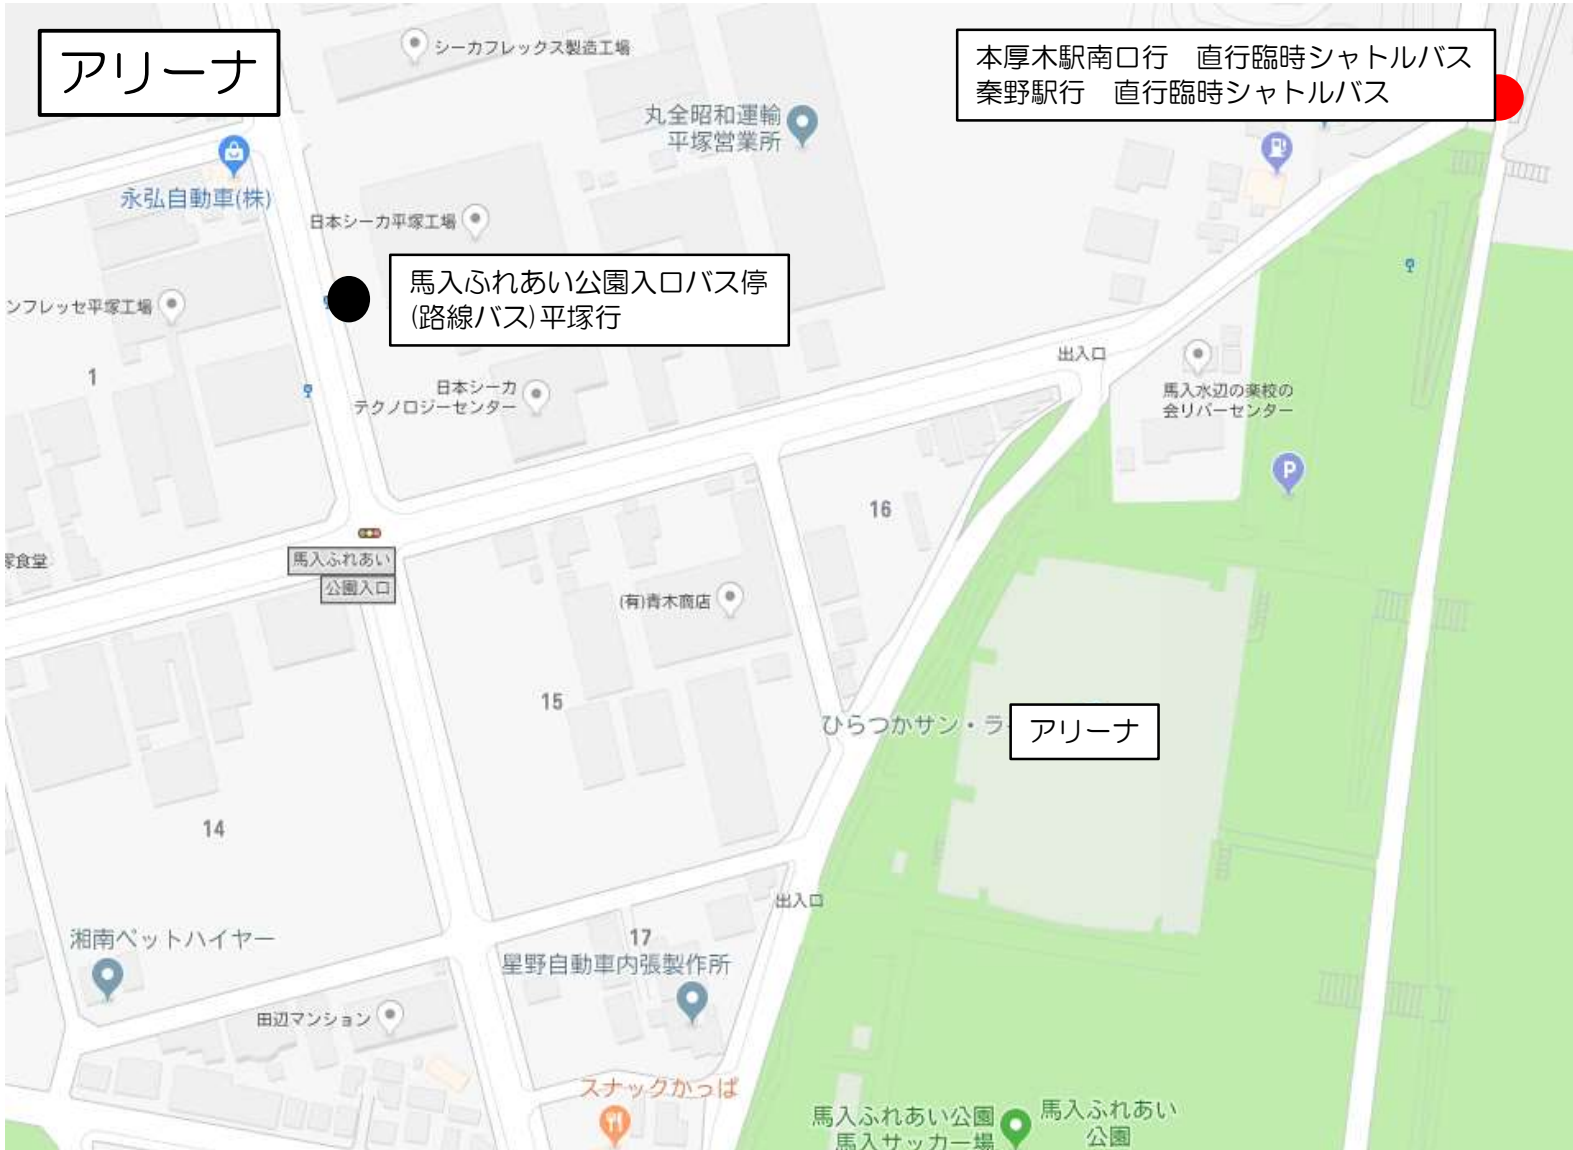 アリーナ
シーカフレックス製造工場
本厚木駅南口行　直行臨時シャトルバス
秦野駅行　直行臨時シャトルバス
丸全昭和運輸
平塚営業所
永弘自動車(株)
日本シーカ平塚工場
馬入ふれあい公園入口バス停
(路線バス)平塚行
ンフレッセ平塚工場
1
出入口
日本シーカ
テクノロジーセンター
馬入水辺の楽校の
会リバーセンター
P
16
馬入ふれあい
公園入口
家食堂
(有)青木商店
15
ひらつかサン・ラ
アリーナ
14
出入口
湘南ペットハイヤー
17
星野自動車内張製作所
田辺マンション
スナックかっぱ
馬入ふれあい公園
馬入サッカー場
馬入ふれあい
公園